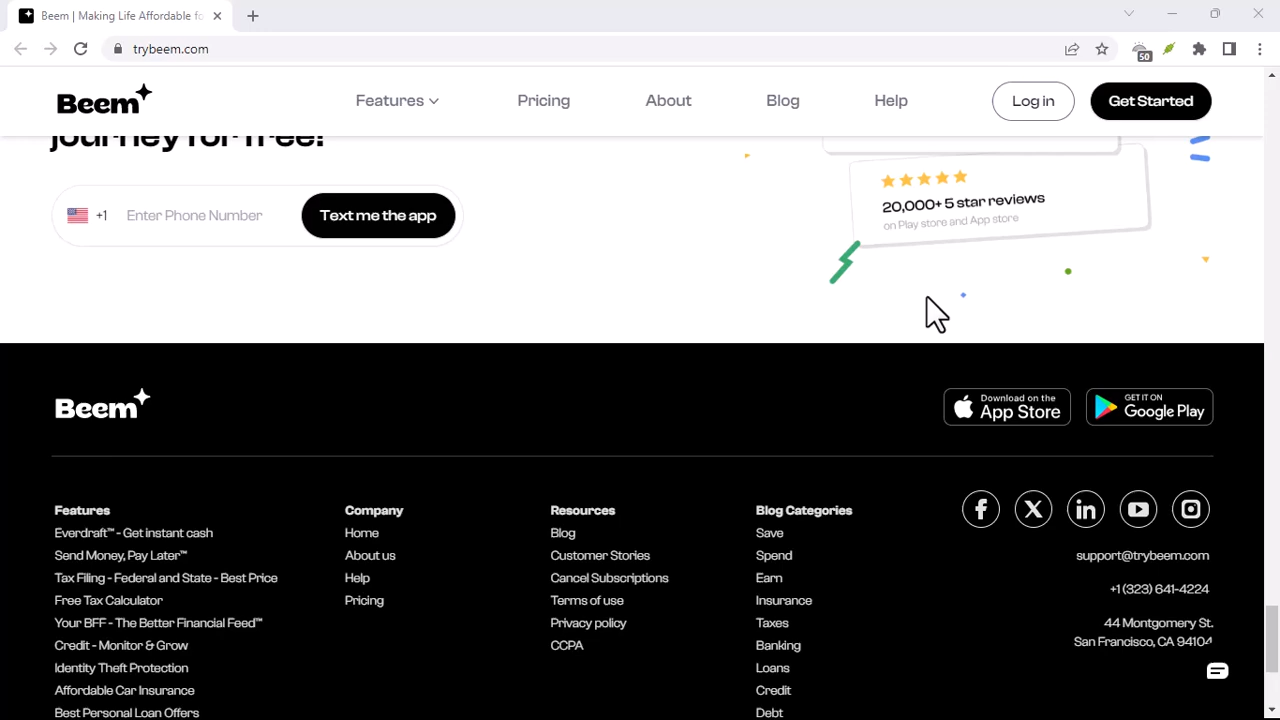 Beem | Making Life Affordable fo
trybeem.com
50
Beem
Features
Pricing
About
Blog
Help
Log in
Get Started
journey for free!
+1
Enter Phone Number
Text me the app
20,000+ 5 star reviews
on Play store and App store
Beem
Download on the
App Store
GET IT ON
Google Play
Features
Everdraft™ - Get instant cash
Send Money, Pay Later™
Tax Filing - Federal and State - Best Price
Free Tax Calculator
Your BFF - The Better Financial Feed™
Credit - Monitor & Grow
Identity Theft Protection
Affordable Car Insurance
Best Personal Loan Offers
Company
Home
About us
Help
Pricing
Resources
Blog
Customer Stories
Cancel Subscriptions
Terms of use
Privacy policy
CCPA
Blog Categories
Save
Spend
Earn
Insurance
Taxes
Banking
Loans
Credit
Debt
support@trybeem.com
+1 (323) 641-4224
44 Montgomery St.
San Francisco, CA 94104